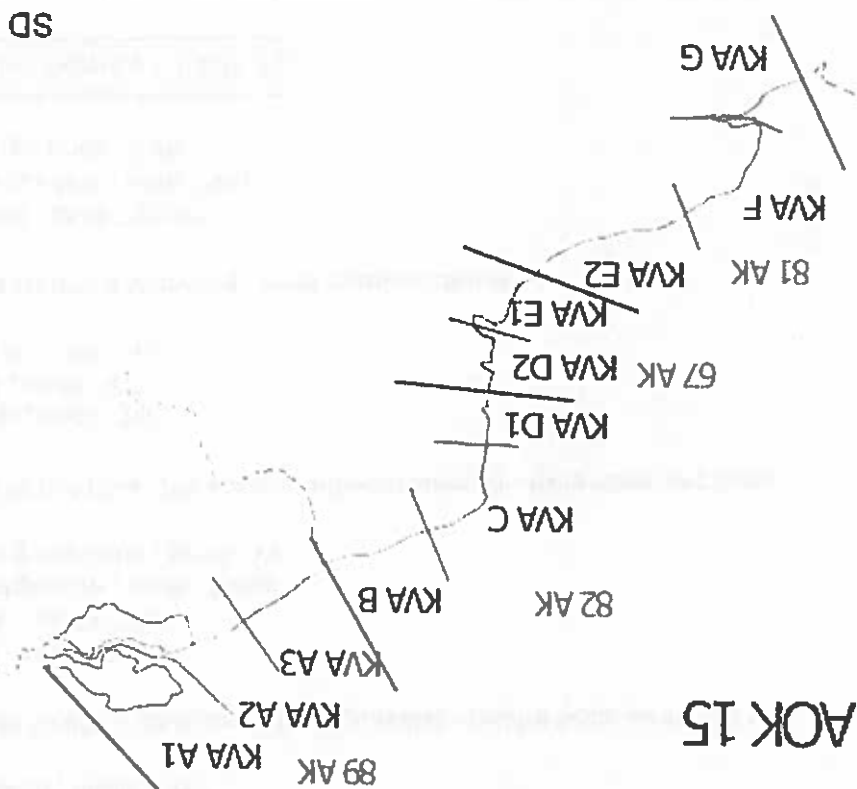 89 AK
KVA A1
AOK 15
KVA A2
KVA A3
82 AK
KVA B
KVA C
KVA D1
67 AK
KVA D2
KVA E1
KVA E2
81 AK
KVA F
KVA G
SD